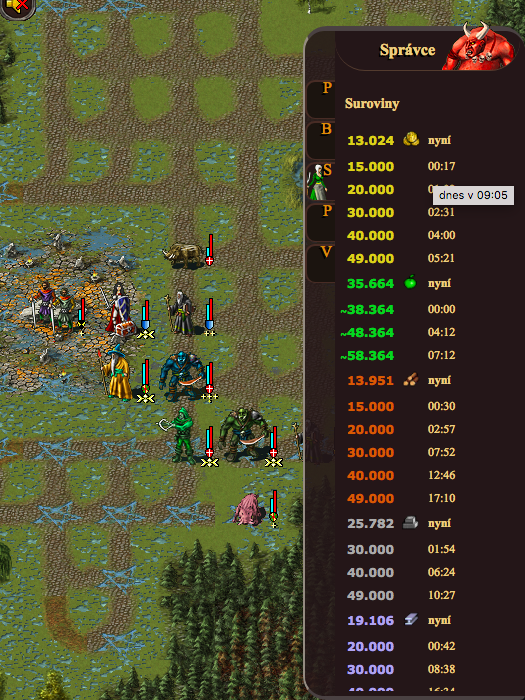 Správce
P
Suroviny
B
13.024 nyní
15.000 00:17
S
20.000
dnes v 09:05
P
30.000 02:31
40.000 04:00
V
49.000 05:21
35.664 nyní
~38.364 00:00
~48.364 04:12
~58.364 07:12
13.951 nyní
15.000 00:30
20.000 02:57
30.000 07:52
40.000 12:46
49.000 17:10
25.782 nyní
30.000 01:54
40.000 06:24
49.000 10:27
19.106 nyní
20.000 00:42
30.000 08:38